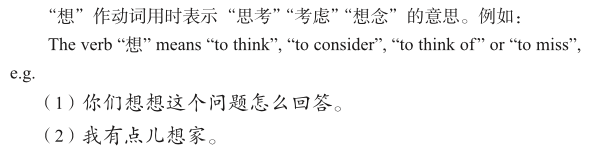 “想”作动词用时表示“思考”“考虑”“想念”的意思。例如：
The verb “想” means “to think”, “to consider”, “to think of” or “to miss”,
e.g.
（1）你们想想这个问题怎么回答。
（2）我有点儿想家。